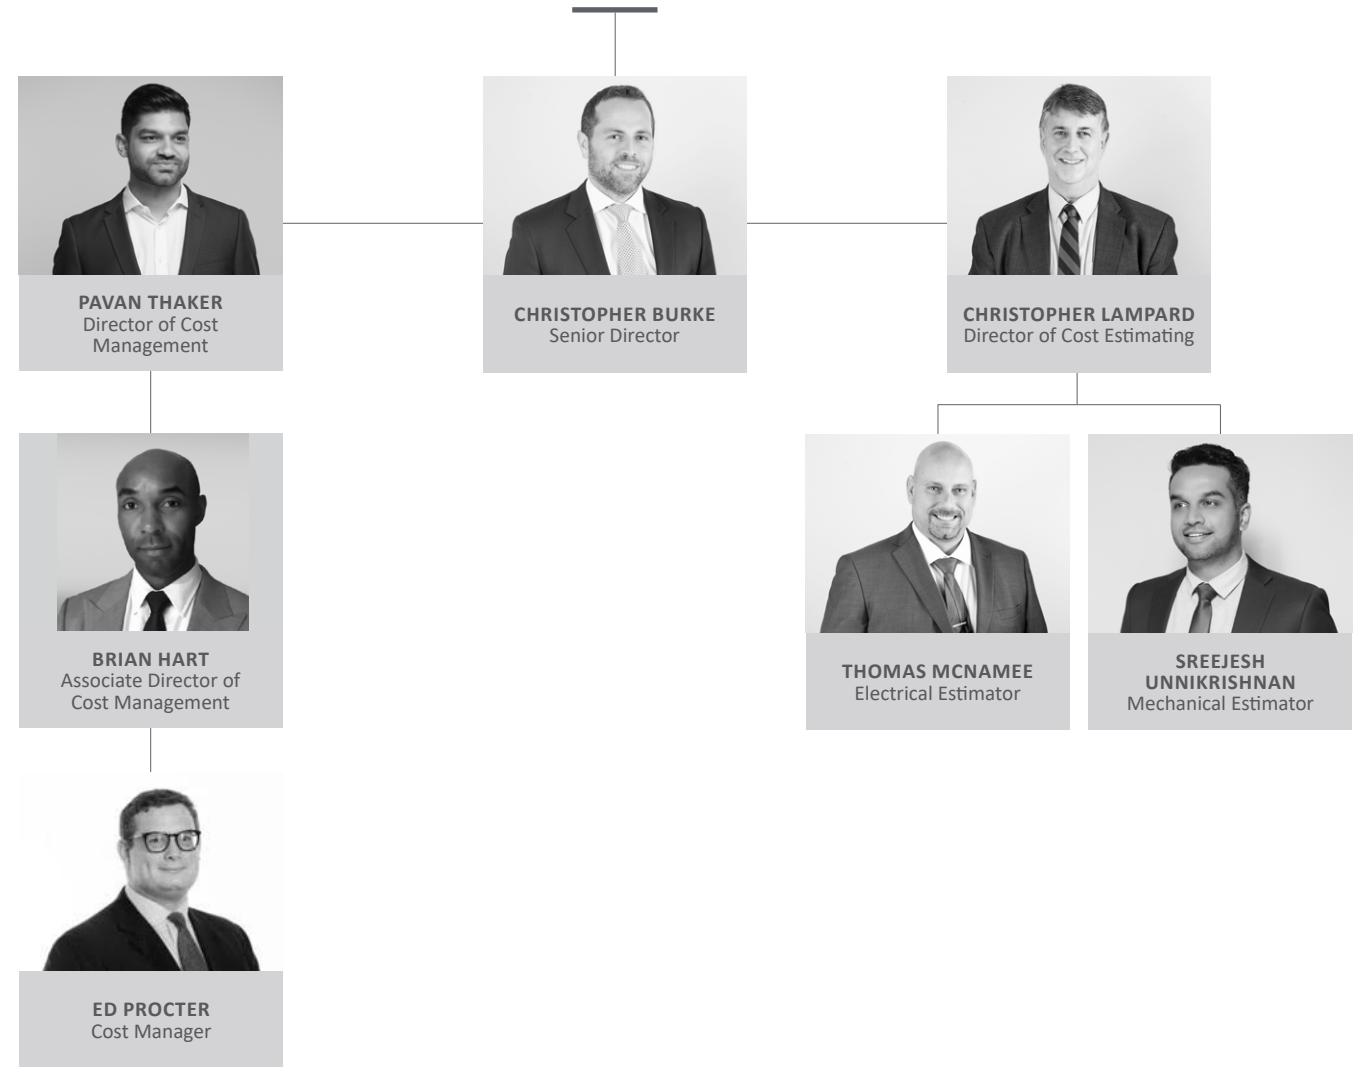 PAVAN THAKER
Director of Cost
Management
CHRISTOPHER BURKE
Senior Director
CHRISTOPHER LAMPARD
Director of Cost Estimating
BRIAN HART
Associate Director of
Cost Management
THOMAS MCNAMEE
Electrical Estimator
SREEJESH
UNNIKRISHNAN
Mechanical Estimator
ED PROCTER
Cost Manager